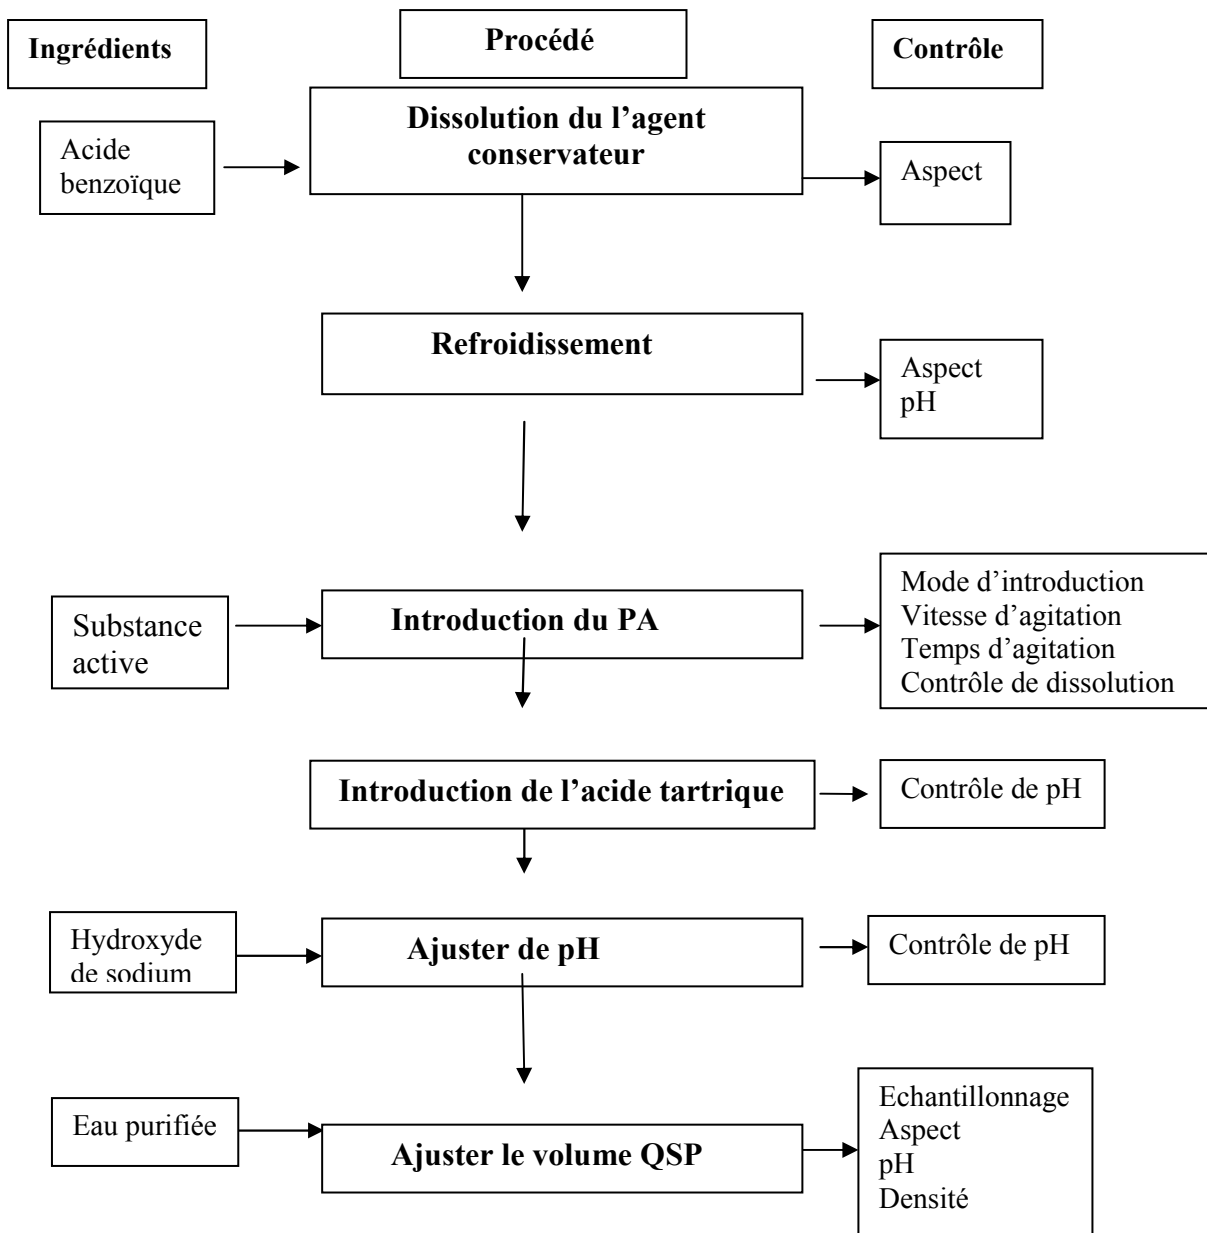 Ingrédients
Procédé
Contrôle
Acide
benzoïque
Dissolution du l’agent
conservateur
Aspect
Refroidissement
Aspect
pH
Substance
active
Introduction du PA
Mode d’introduction
Vitesse d’agitation
Temps d’agitation
Contrôle de dissolution
Introduction de l’acide tartrique
Contrôle de pH
Hydroxyde
de sodium
Ajuster de pH
Contrôle de pH
Eau purifiée
Ajuster le volume QSP
Echantillonnage
Aspect
pH
Densité